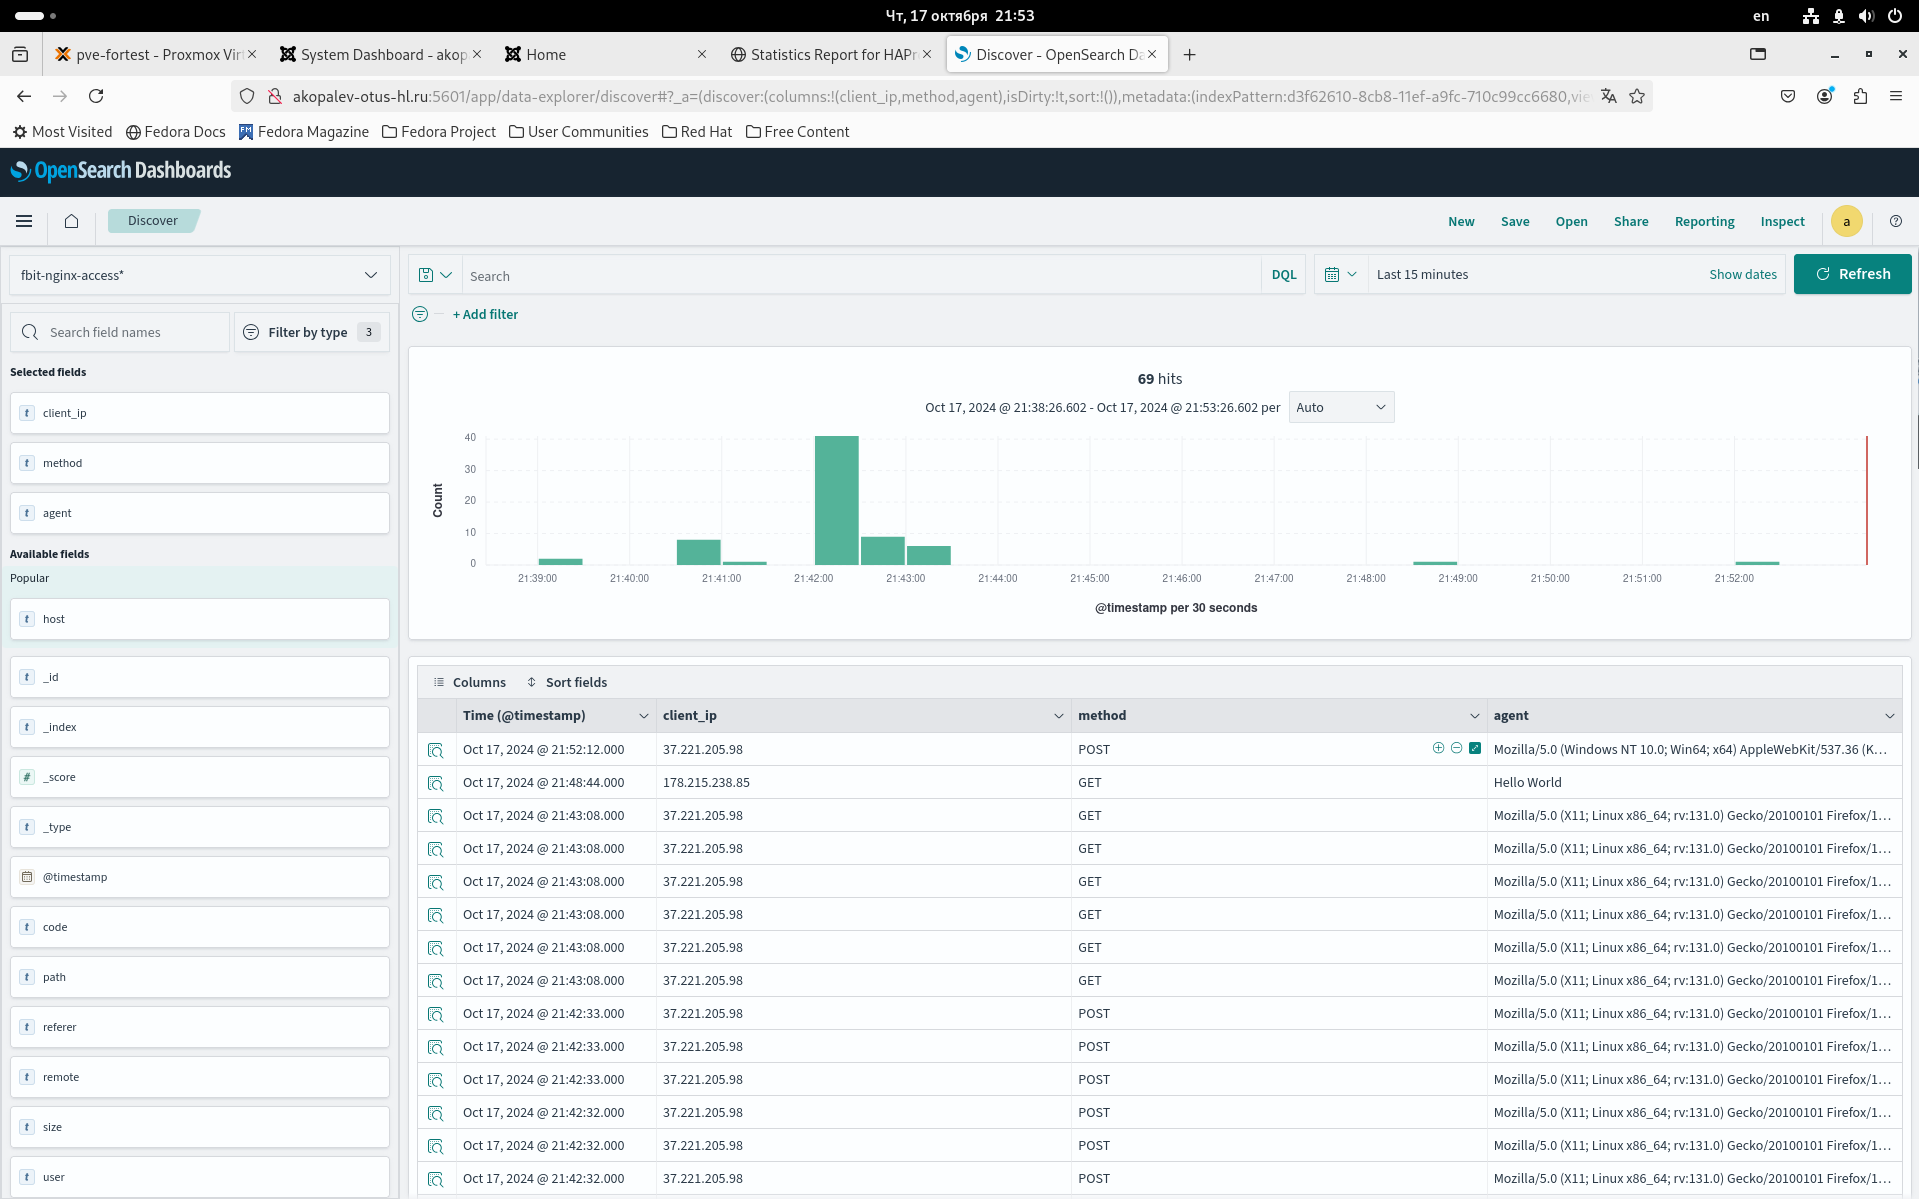 Чт, 17 октября 21:53
en
pve-fortest - Proxmox Vir
System Dashboard - akop
Home
Statistics Report for HAPr
Discover - OpenSearch Da
akopalev-otus-hl.ru:5601/app/data-explorer/discover#?_a=(discover:(columns:!(client_ip,method,agent),isDirty:!t,sort:!()),metadata:(indexPattern:d3f62610-8cb8-11ef-a9fc-710c99cc6680,vie
Most Visited
Fedora Docs
Fedora Magazine
Fedora Project
User Communities
Red Hat
Free Content
OpenSearch Dashboards
Discover
New
Save
Open
Share
Reporting
Inspect
a
fbit-nginx-access*
Search
DQL
Last 15 minutes
Show dates
Refresh
+ Add filter
Search field names
Filter by type 3
Selected fields
t client_ip
t method
t agent
Available fields
Popular
t host
t _id
t _index
# _score
t _type
@timestamp
t code
t path
t referer
t remote
t size
t user
69 hits
Oct 17, 2024 @ 21:38:26.602 - Oct 17, 2024 @ 21:53:26.602 per
Auto
Count
40
30
20
10
0
21:39:00
21:40:00
21:41:00
21:42:00
21:43:00
21:44:00
21:45:00
21:46:00
21:47:00
21:48:00
21:49:00
21:50:00
21:51:00
21:52:00
@timestamp per 30 seconds
Columns
Sort fields
Time (@timestamp) client_ip method agent
Oct 17, 2024 @ 21:52:12.000 37.221.205.98 POST Mozilla/5.0 (Windows NT 10.0; Win64; x64) AppleWebKit/537.36 (K…
Oct 17, 2024 @ 21:48:44.000 178.215.238.85 GET Hello World
Oct 17, 2024 @ 21:43:08.000 37.221.205.98 GET Mozilla/5.0 (X11; Linux x86_64; rv:131.0) Gecko/20100101 Firefox/1…
Oct 17, 2024 @ 21:43:08.000 37.221.205.98 GET Mozilla/5.0 (X11; Linux x86_64; rv:131.0) Gecko/20100101 Firefox/1…
Oct 17, 2024 @ 21:43:08.000 37.221.205.98 GET Mozilla/5.0 (X11; Linux x86_64; rv:131.0) Gecko/20100101 Firefox/1…
Oct 17, 2024 @ 21:43:08.000 37.221.205.98 GET Mozilla/5.0 (X11; Linux x86_64; rv:131.0) Gecko/20100101 Firefox/1…
Oct 17, 2024 @ 21:43:08.000 37.221.205.98 GET Mozilla/5.0 (X11; Linux x86_64; rv:131.0) Gecko/20100101 Firefox/1…
Oct 17, 2024 @ 21:43:08.000 37.221.205.98 GET Mozilla/5.0 (X11; Linux x86_64; rv:131.0) Gecko/20100101 Firefox/1…
Oct 17, 2024 @ 21:42:33.000 37.221.205.98 POST Mozilla/5.0 (X11; Linux x86_64; rv:131.0) Gecko/20100101 Firefox/1…
Oct 17, 2024 @ 21:42:33.000 37.221.205.98 POST Mozilla/5.0 (X11; Linux x86_64; rv:131.0) Gecko/20100101 Firefox/1…
Oct 17, 2024 @ 21:42:33.000 37.221.205.98 POST Mozilla/5.0 (X11; Linux x86_64; rv:131.0) Gecko/20100101 Firefox/1…
Oct 17, 2024 @ 21:42:32.000 37.221.205.98 POST Mozilla/5.0 (X11; Linux x86_64; rv:131.0) Gecko/20100101 Firefox/1…
Oct 17, 2024 @ 21:42:32.000 37.221.205.98 POST Mozilla/5.0 (X11; Linux x86_64; rv:131.0) Gecko/20100101 Firefox/1…
Oct 17, 2024 @ 21:42:32.000 37.221.205.98 POST Mozilla/5.0 (X11; Linux x86_64; rv:131.0) Gecko/20100101 Firefox/1…